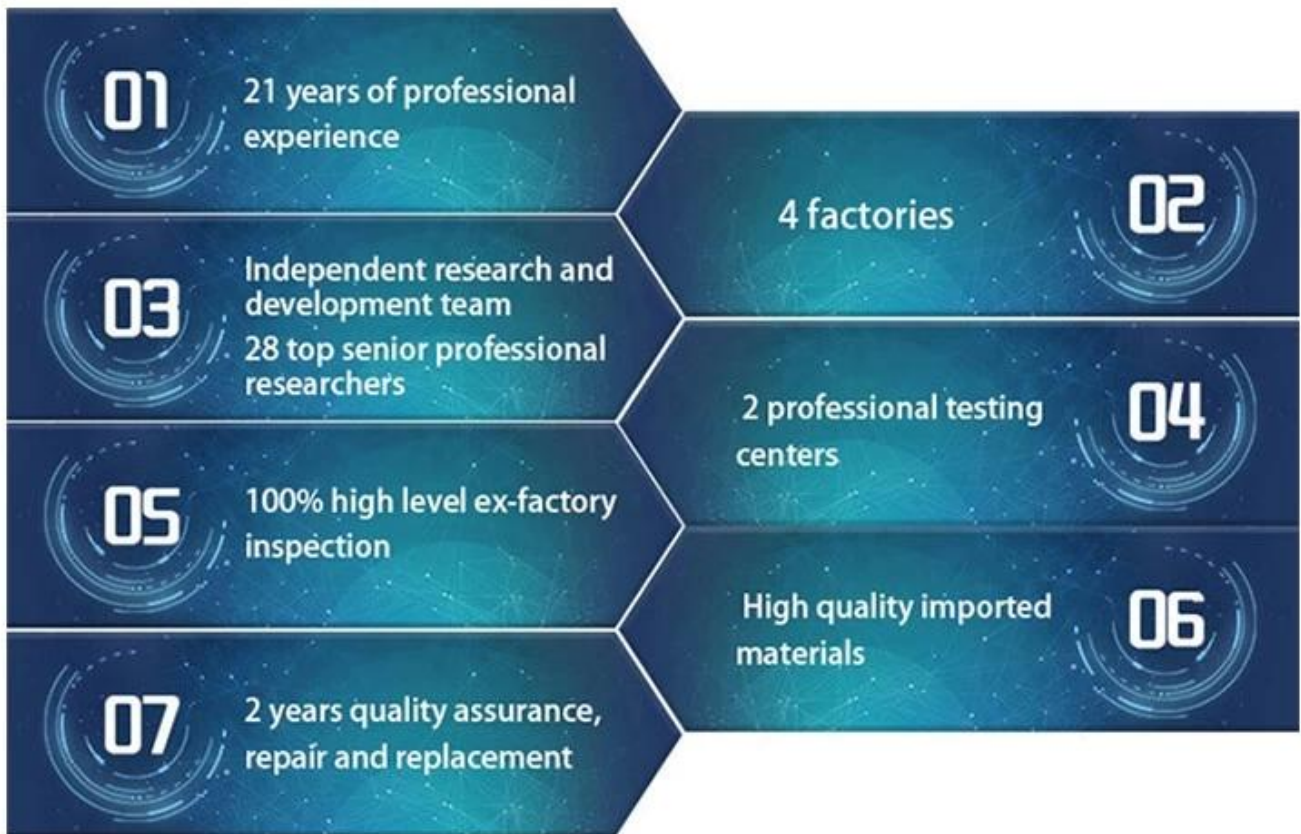 01
21 years of professional
experience
02
4 factories
03
Independent research and
development team
28 top senior professional
researchers
04
2 professional testing
centers
05
100% high level ex-factory
inspection
06
High quality imported
materials
07
2 years quality assurance,
repair and replacement